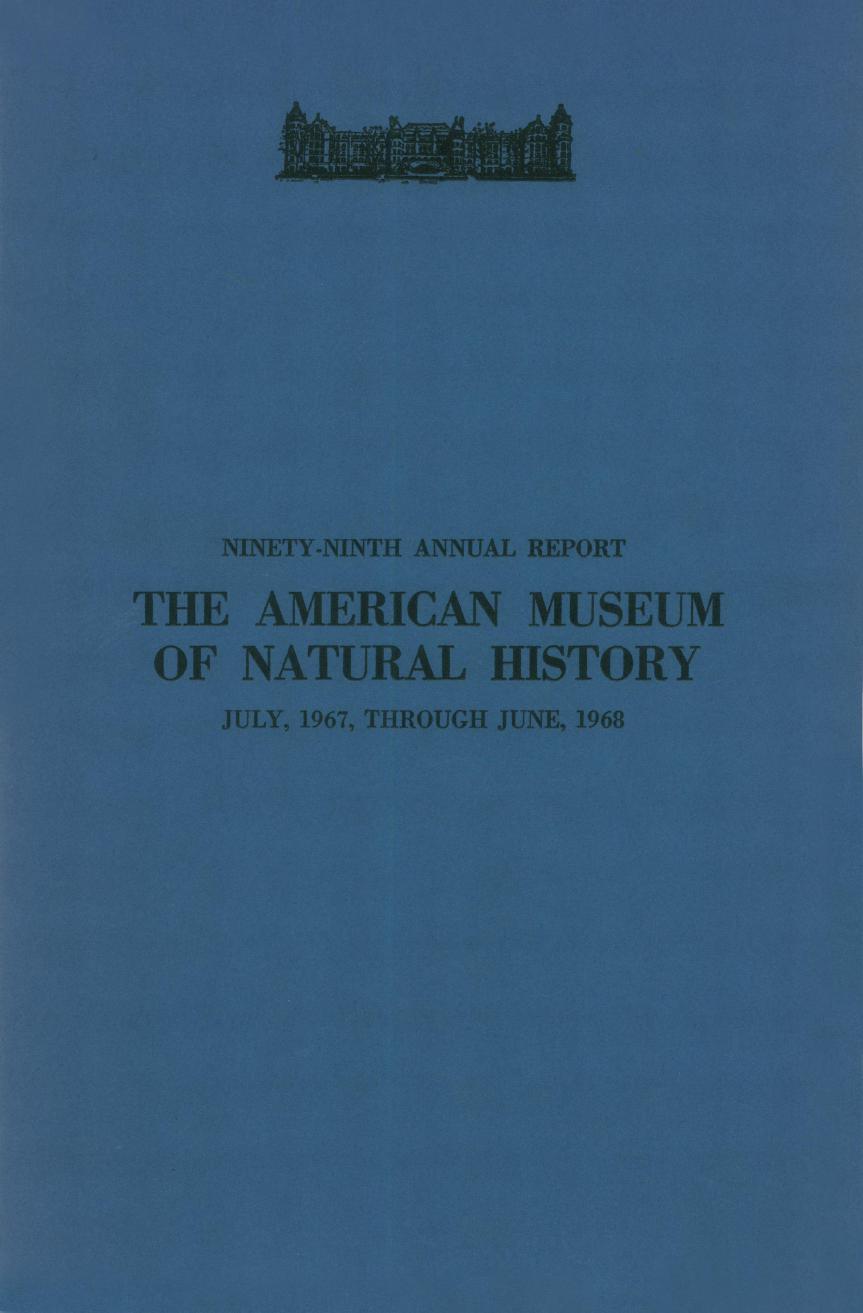 NINETY-NINTH ANNUAL REPORT
THE AMERICAN MUSEUM
OF NATURAL HISTORY
JULY, 1967, THROUGH JUNE, 1968